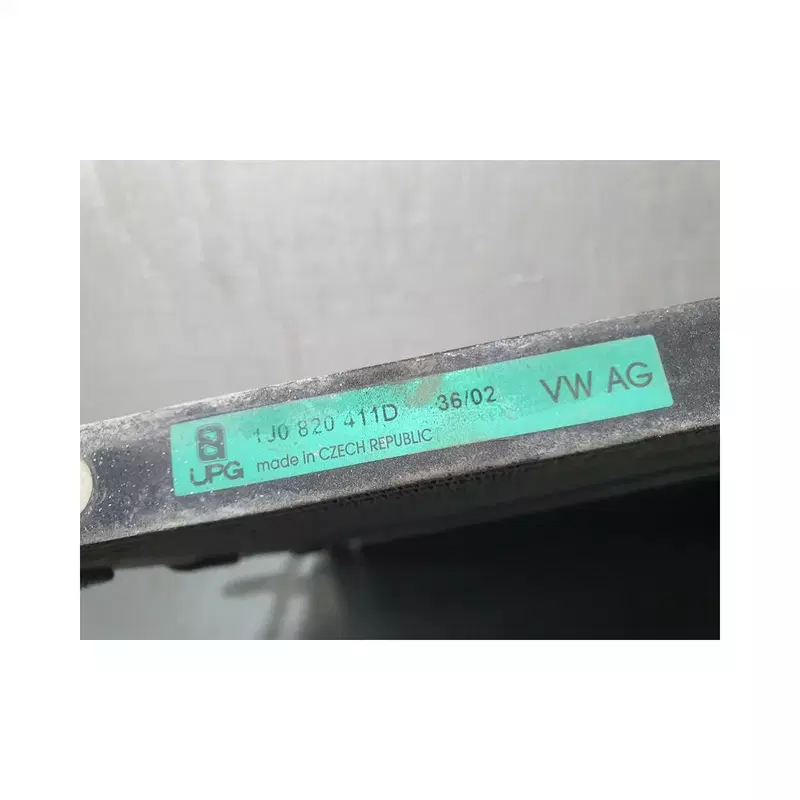 1J0 820 411D 36/02 VW AG
UPG made in CZECH REPUBLIC